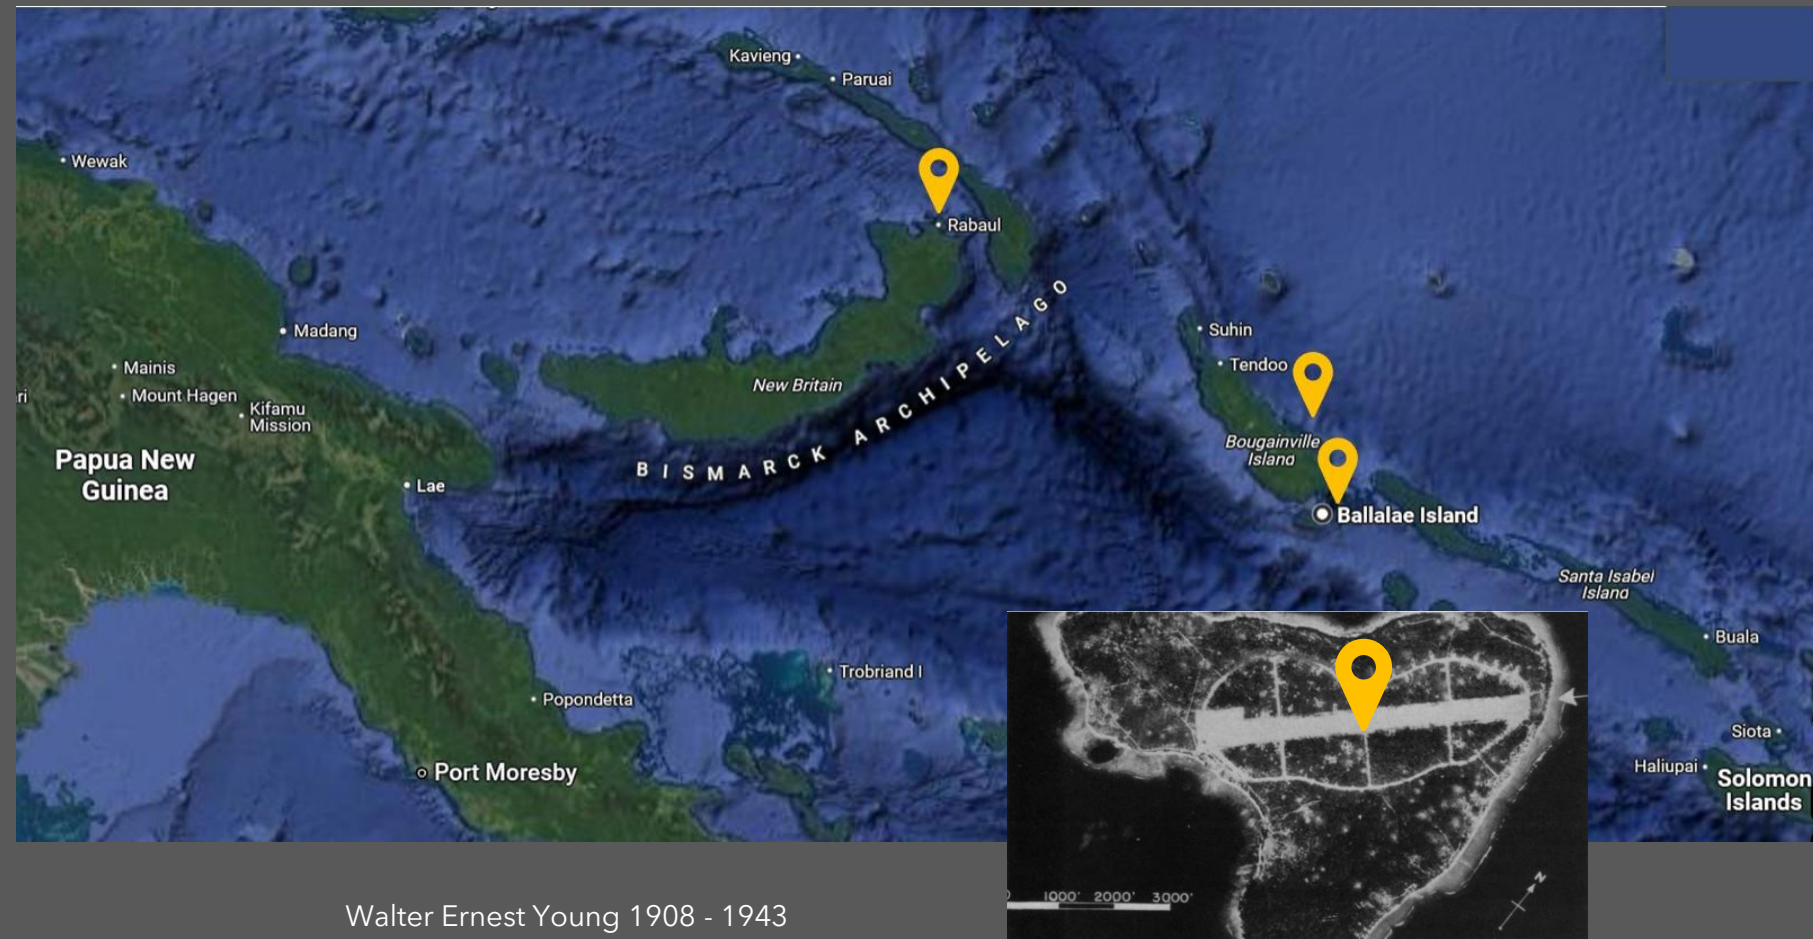 Kavieng
Paruai
Wewak
Rabaul
BISMARCK ARCHIPELAGO
Madang
Suhin
Tendoo
Mainis
Mount Hagen
ri
Kifamu
Mission
New Britain
Bougainville
Island
Papua New
Guinea
Lae
Ballalae Island
Santa Isabel
Island
Buala
Trobriand I
Popondetta
Siota
Haliupai
Solomon
Islands
Port Moresby
1000' 2000' 3000'
N
Walter Ernest Young 1908 - 1943